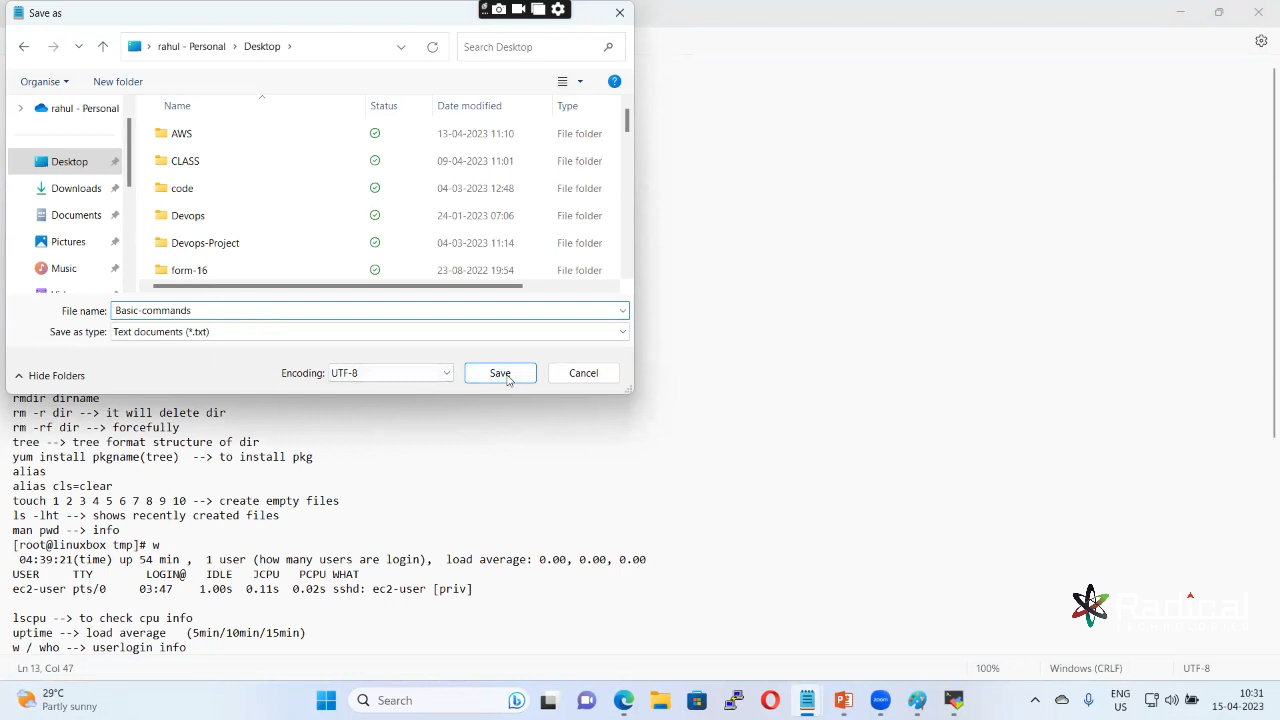 Save as
rahul - Personal > Desktop >
Search Desktop
Organise
New folder
Name Status Date modified Type
rahul - Personal
Desktop
Downloads
Documents
Pictures
Music
AWS 13-04-2023 11:10 File folder
CLASS 09-04-2023 11:01 File folder
code 04-03-2023 12:48 File folder
Devops 24-01-2023 07:06 File folder
Devops-Project 04-03-2023 11:14 File folder
form-16 23-08-2022 19:54 File folder
File name: Basic-commands
Save as type: Text documents (*.txt)
Hide Folders
Encoding: UTF-8
Save
Cancel
rmdir dirname
rm -r dir --> it will delete dir
rm -rf dir --> forcefully
tree --> tree format structure of dir
yum install pkgname(tree)  --> to install pkg
alias
alias cls=clear
touch 1 2 3 4 5 6 7 8 9 10 --> create empty files
ls -lht --> shows recently created files
man pwd --> info
[root@linuxbox tmp]# w
04:39:21(time) up 54 min ,  1 user (how many users are login),  load average: 0.00, 0.00, 0.00
USER     TTY      LOGIN@   IDLE   JCPU   PCPU WHAT
ec2-user pts/0    03:47    1.00s  0.11s  0.02s sshd: ec2-user [priv]
lscpu --> to check cpu info
uptime --> load average   (5min/10min/15min)
w / who --> userlogin info
Radical
TECHNOLOGIES
Ln 13, Col 47
100%
Windows (CRLF)
UTF-8
29°C
Partly sunny
Search
ENG
US
10:31
15-04-2023